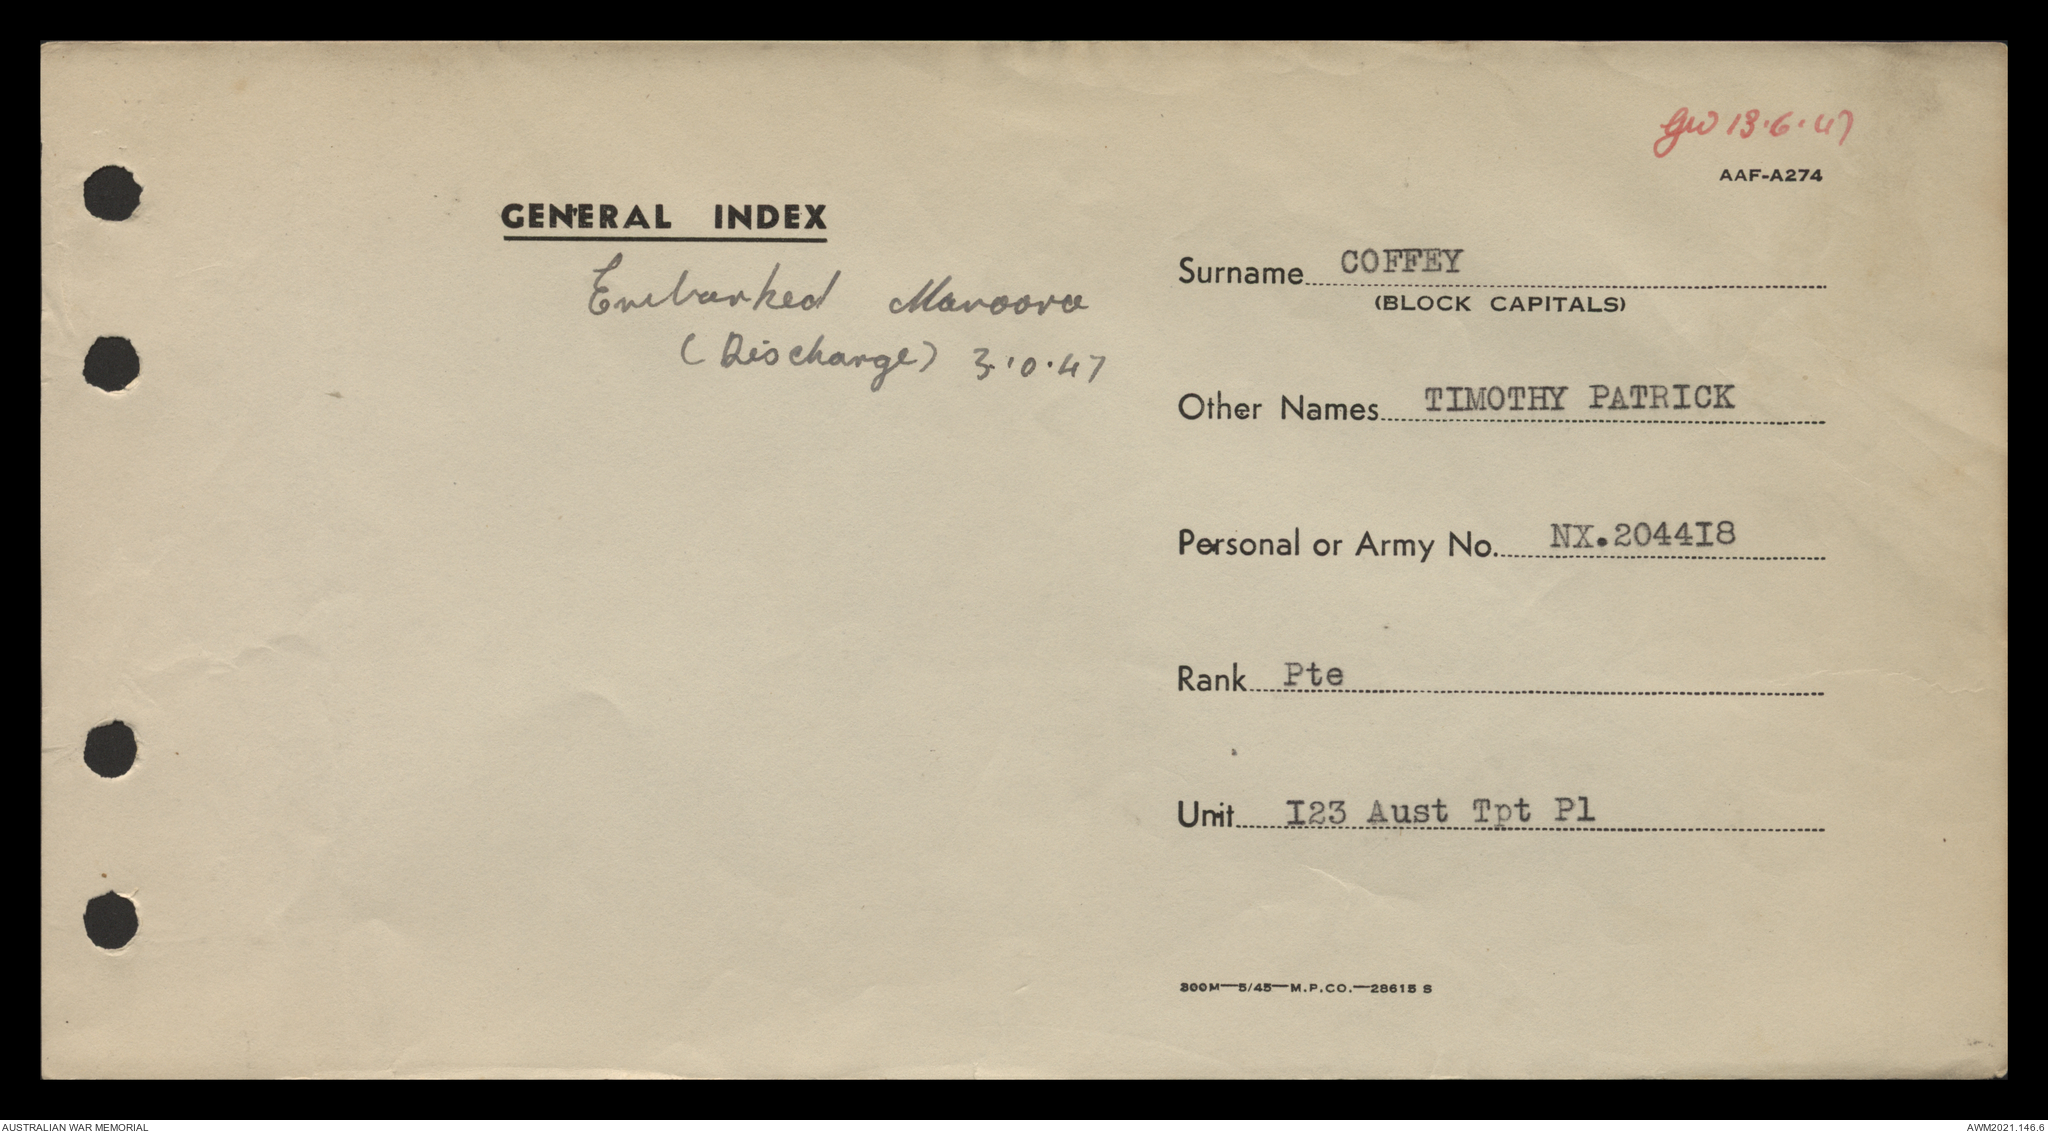 GW 13.6.47
AAF-A274
GENERAL INDEX
Embarked Manoora
(Discharge) 3.10.47
Surname COFFEY
(BLOCK CAPITALS)
Other Names TIMOTHY PATRICK
Personal or Army No. NX.204418
Rank Pte
Unit I23 Aust Tpt Pl
300M—5/45—M.P.CO.—28615 S
AUSTRALIAN WAR MEMORIAL
AWM2021.146.6